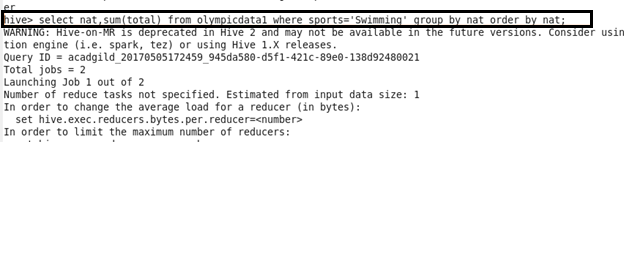 er
hive> select nat,sum(total) from olympicdata1 where sports='Swimming' group by nat order by nat;
WARNING: Hive-on-MR is deprecated in Hive 2 and may not be available in the future versions. Consider usin
tion engine (i.e. spark, tez) or using Hive 1.X releases.
Query ID = acadgild_20170505172459_945da580-d5f1-421c-89e0-138d92480021
Total jobs = 2
Launching Job 1 out of 2
Number of reduce tasks not specified. Estimated from input data size: 1
In order to change the average load for a reducer (in bytes):
set hive.exec.reducers.bytes.per.reducer=<number>
In order to limit the maximum number of reducers: